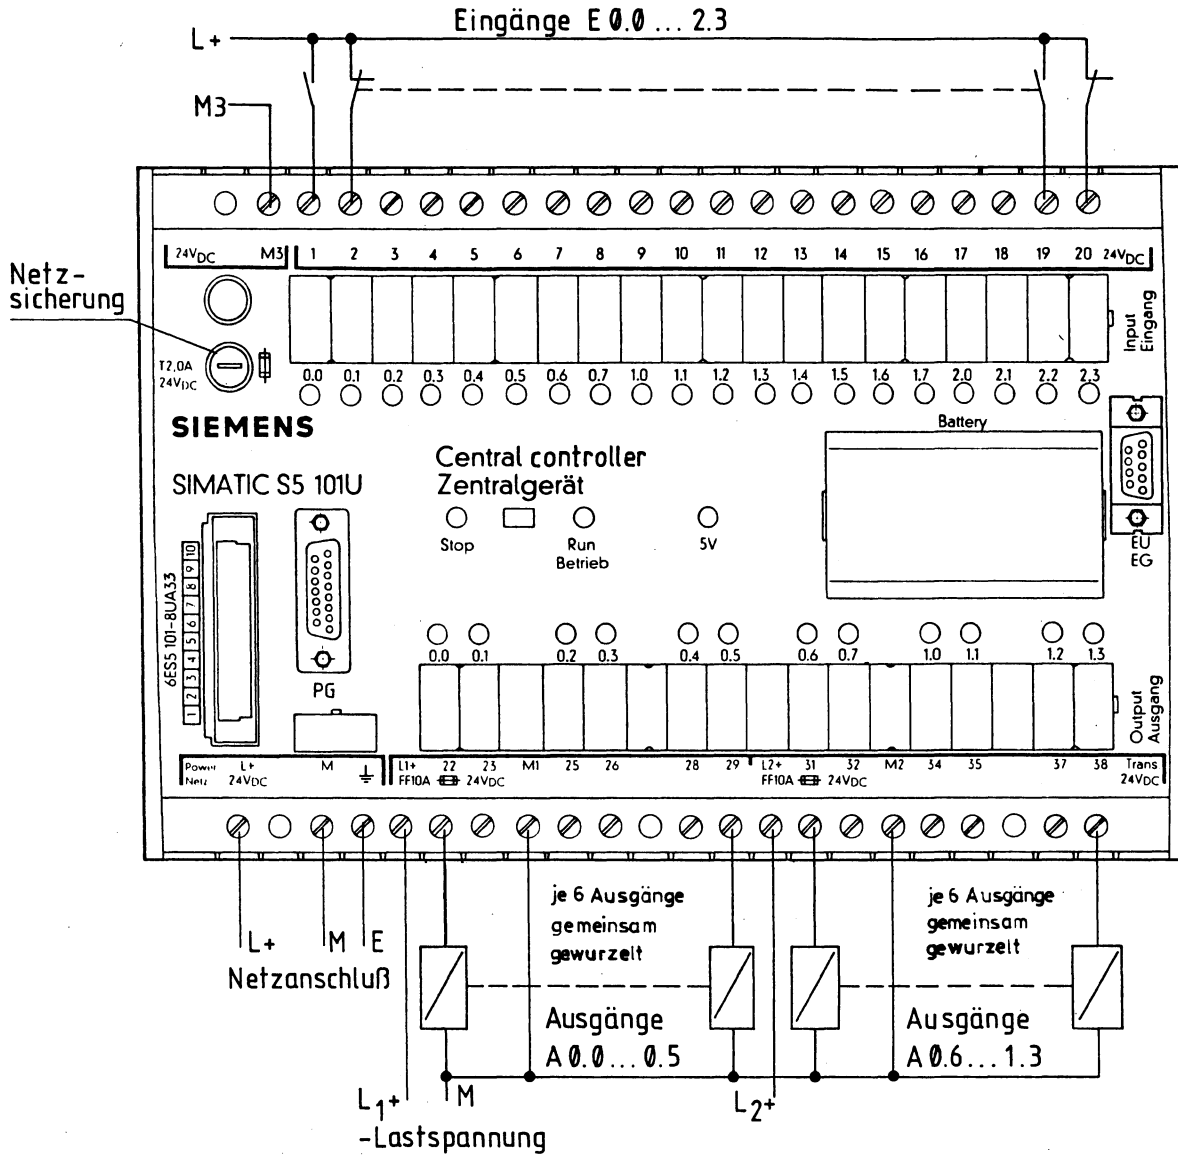 Eingänge E 0.0 ... 2.3
L+
M3
24VDC M3 1 2 3 4 5 6 7 8 9 10 11 12 13 14 15 16 17 18 19 20 24VDC
Netz-
sicherung
Input
Eingang
T2,0A
24VDC
0.0 0.1 0.2 0.3 0.4 0.5 0.6 0.7 1.0 1.1 1.2 1.3 1.4 1.5 1.6 1.7 2.0 2.1 2.2 2.3
SIEMENS
Battery
SIMATIC S5 101U
Central controller
Zentralgerät
Stop
Run
Betrieb
5V
EU
EG
6ES5 101-8UA33
1 2 3 4 5 6 7 8 9 10
PG
0.0 0.1 0.2 0.3 0.4 0.5 0.6 0.7 1.0 1.1 1.2 1.3
Output
Ausgang
Power L+ M L1+ 22 23 M1 25 26 28 29 L2+ 31 32 M2 34 35 37 38 Trans
Netz 24VDC FF10A 24VDC FF10A 24VDC 24VDC
L+ M E
Netzanschluß
je 6 Ausgänge
gemeinsam
gewurzelt
Ausgänge
A 0.0 ... 0.5
je 6 Ausgänge
gemeinsam
gewurzelt
Ausgänge
A 0.6 ... 1.3
L1+ M
-Lastspannung
L2+